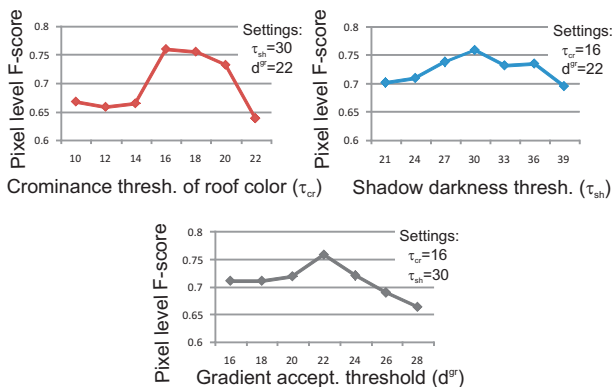 Pixel level F-score
0.8
0.75
0.7
0.65
0.6
10 12 14 16 18 20 22
Settings:
τsh=30
dgr=22
Crominance thresh. of roof color (τcr)
Pixel level F-score
0.8
0.75
0.7
0.65
0.6
21 24 27 30 33 36 39
Settings:
τcr=16
dgr=22
Shadow darkness thresh. (τsh)
Pixel level F-score
0.8
0.75
0.7
0.65
0.6
16 18 20 22 24 26 28
Settings:
τcr=16
τsh=30
Gradient accept. threshold (dgr)